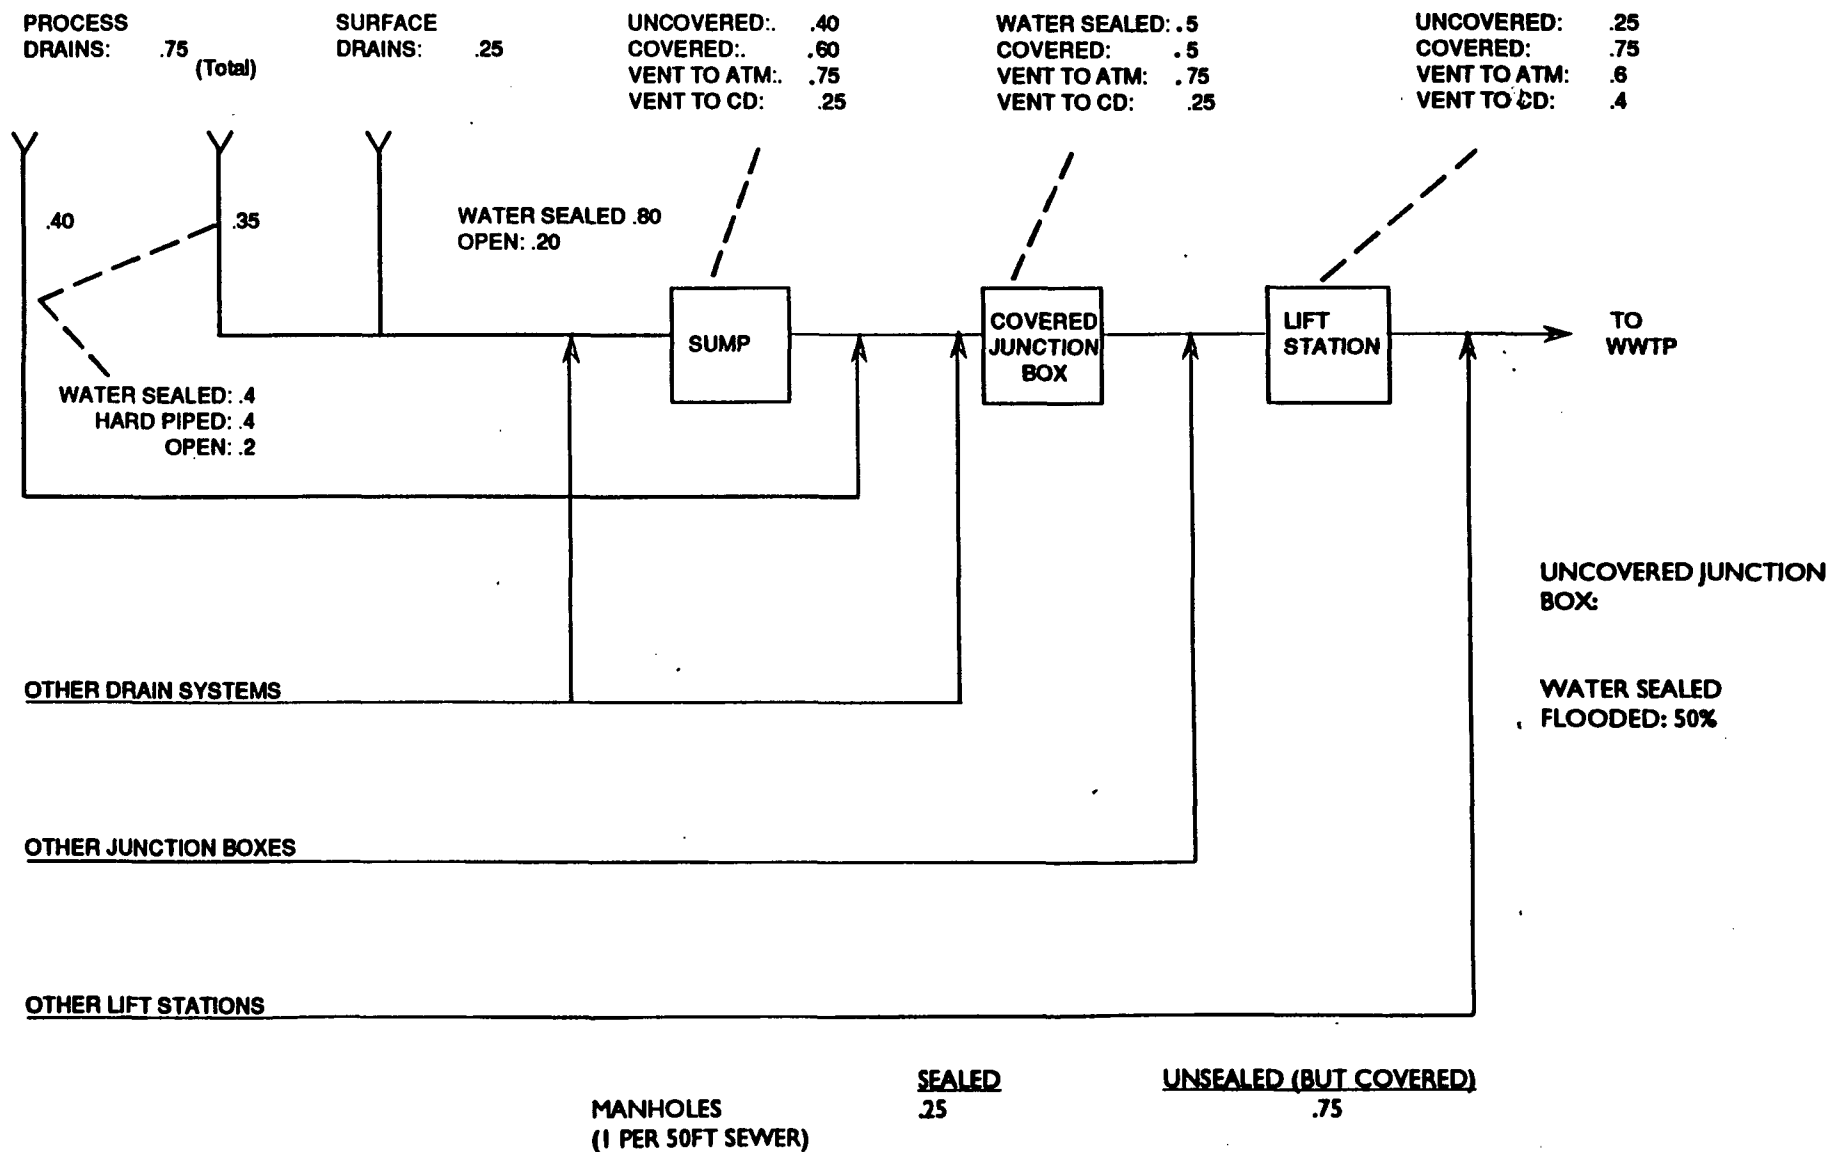 PROCESS
DRAINS: .75
(Total)
SURFACE
DRAINS: .25
UNCOVERED:. .40
COVERED:. .60
VENT TO ATM:. .75
VENT TO CD: .25
WATER SEALED: .5
COVERED: .5
VENT TO ATM: .75
VENT TO CD: .25
UNCOVERED: .25
COVERED: .75
VENT TO ATM: .6
VENT TO CD: .4
.40
.35
WATER SEALED .80
OPEN: .20
WATER SEALED: .4
HARD PIPED: .4
OPEN: .2
SUMP
COVERED
JUNCTION
BOX
LIFT
STATION
TO
WWTP
UNCOVERED JUNCTION
BOX:
WATER SEALED
FLOODED: 50%
OTHER DRAIN SYSTEMS
OTHER JUNCTION BOXES
OTHER LIFT STATIONS
SEALED UNSEALED (BUT COVERED)
MANHOLES .25 .75
(1 PER 50FT SEWER)